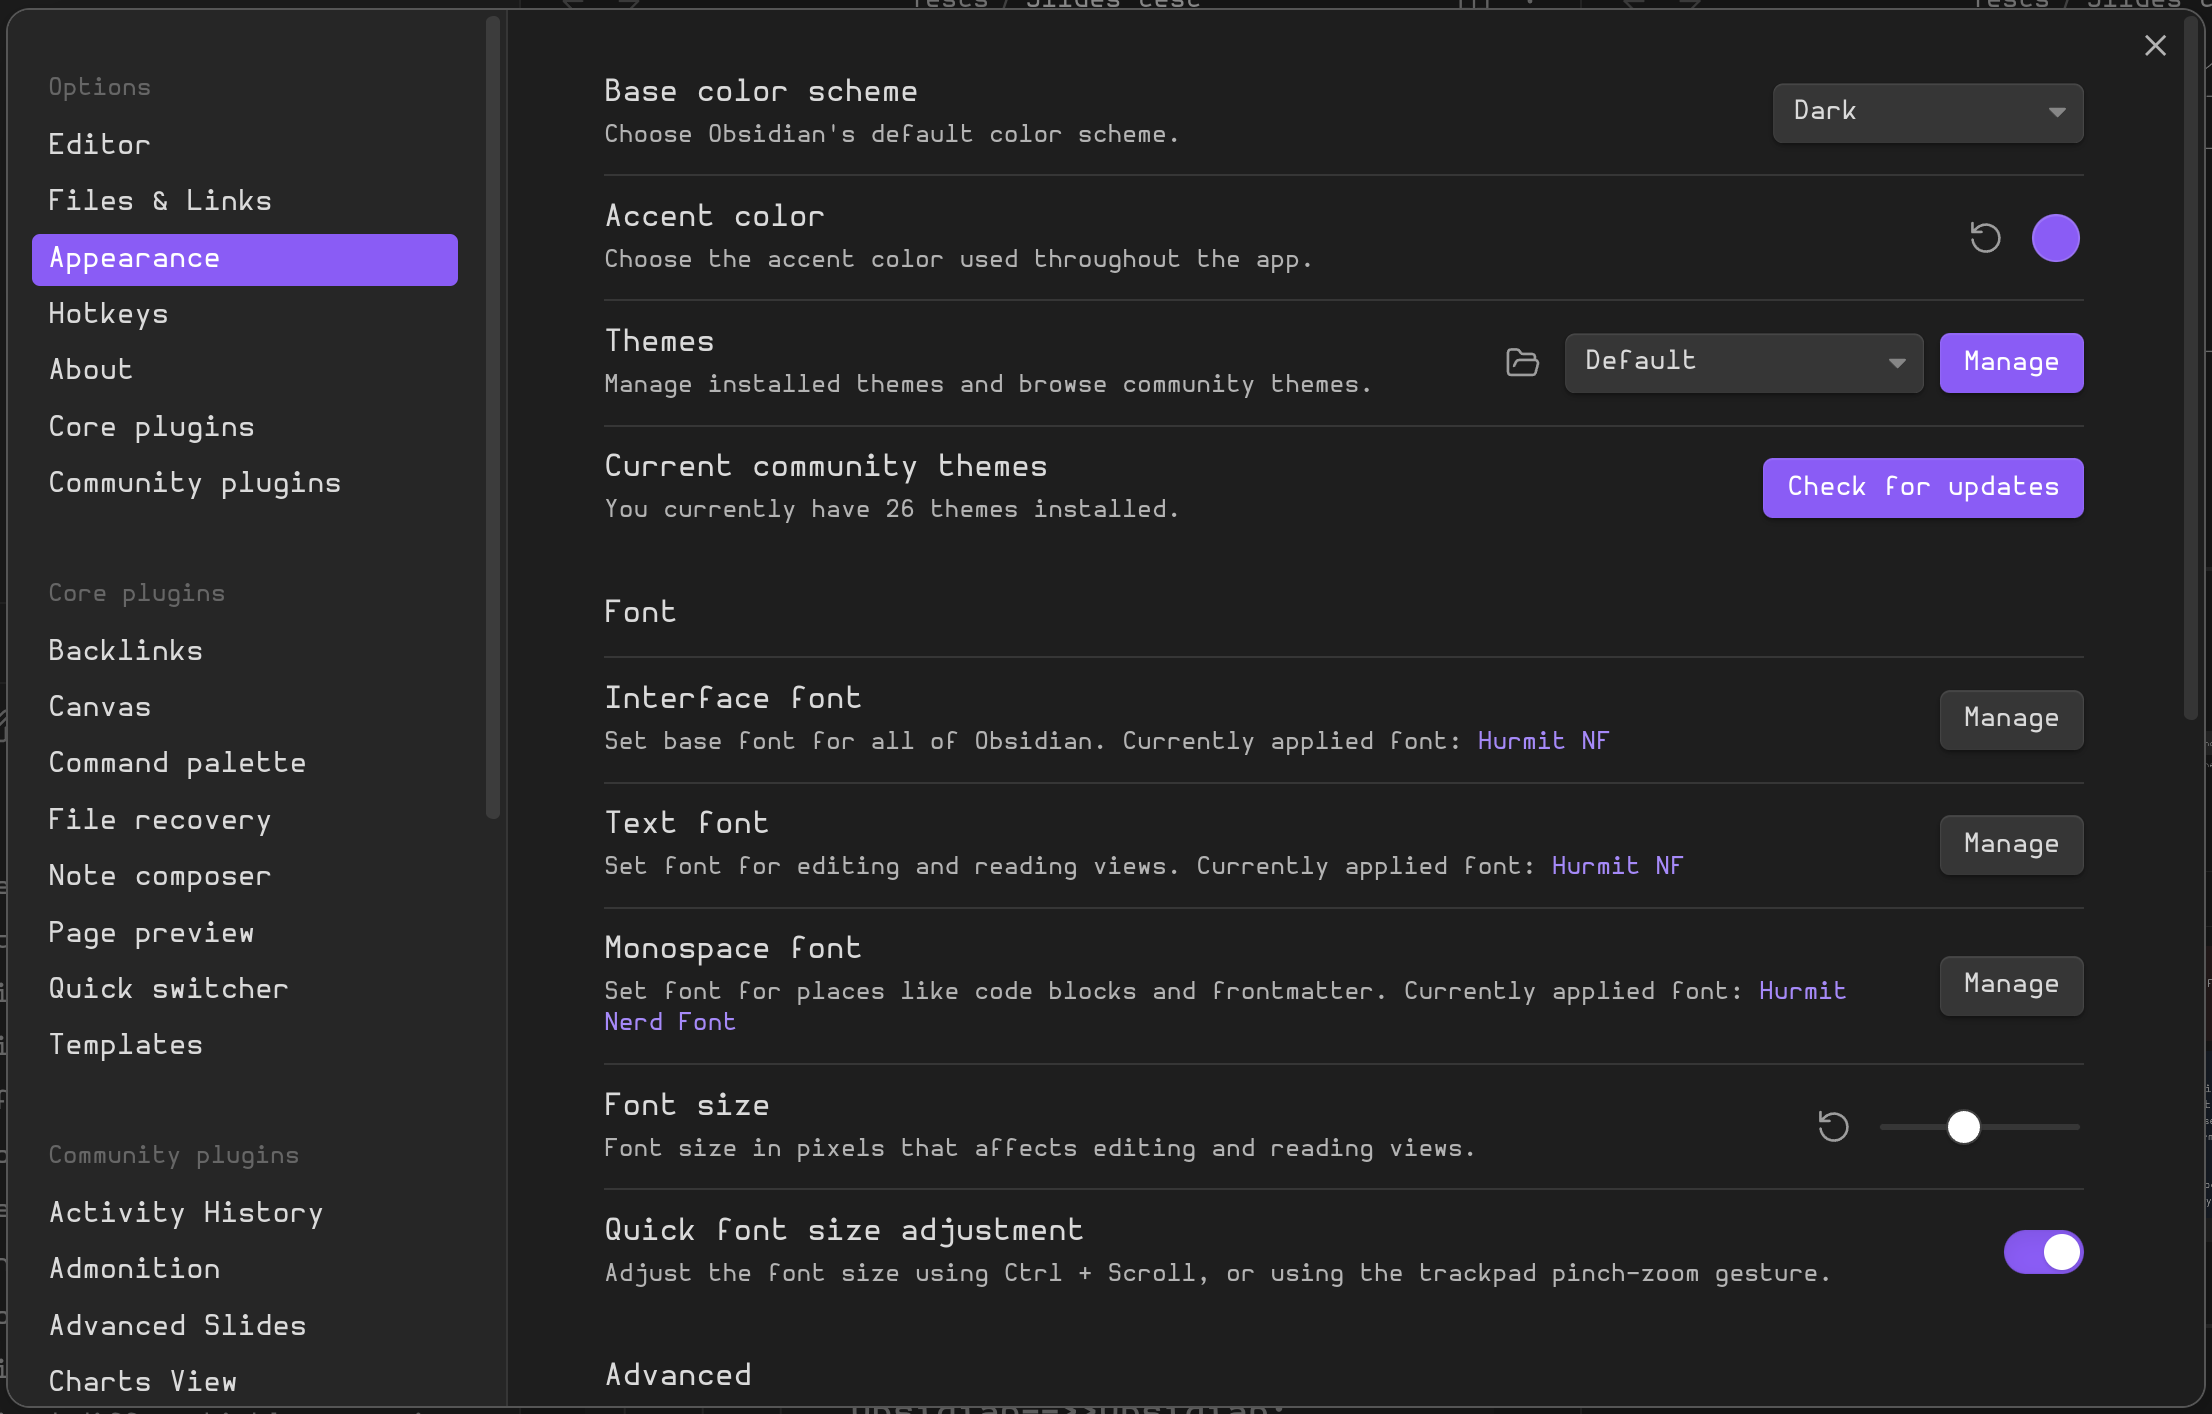 Tests / Slides test
Options
Editor
Files & Links
Appearance
Hotkeys
About
Core plugins
Community plugins
Core plugins
Backlinks
Canvas
Command palette
File recovery
Note composer
Page preview
Quick switcher
Templates
Community plugins
Activity History
Admonition
Advanced Slides
Charts View
Base color scheme
Choose Obsidian's default color scheme.
Dark
Accent color
Choose the accent color used throughout the app.
Themes
Manage installed themes and browse community themes.
Default
Manage
Current community themes
You currently have 26 themes installed.
Check for updates
Font
Interface font
Set base font for all of Obsidian. Currently applied font: Hurmit NF
Manage
Text font
Set font for editing and reading views. Currently applied font: Hurmit NF
Manage
Monospace font
Set font for places like code blocks and frontmatter. Currently applied font: Hurmit
Nerd Font
Manage
Font size
Font size in pixels that affects editing and reading views.
Quick font size adjustment
Adjust the font size using Ctrl + Scroll, or using the trackpad pinch-zoom gesture.
Advanced